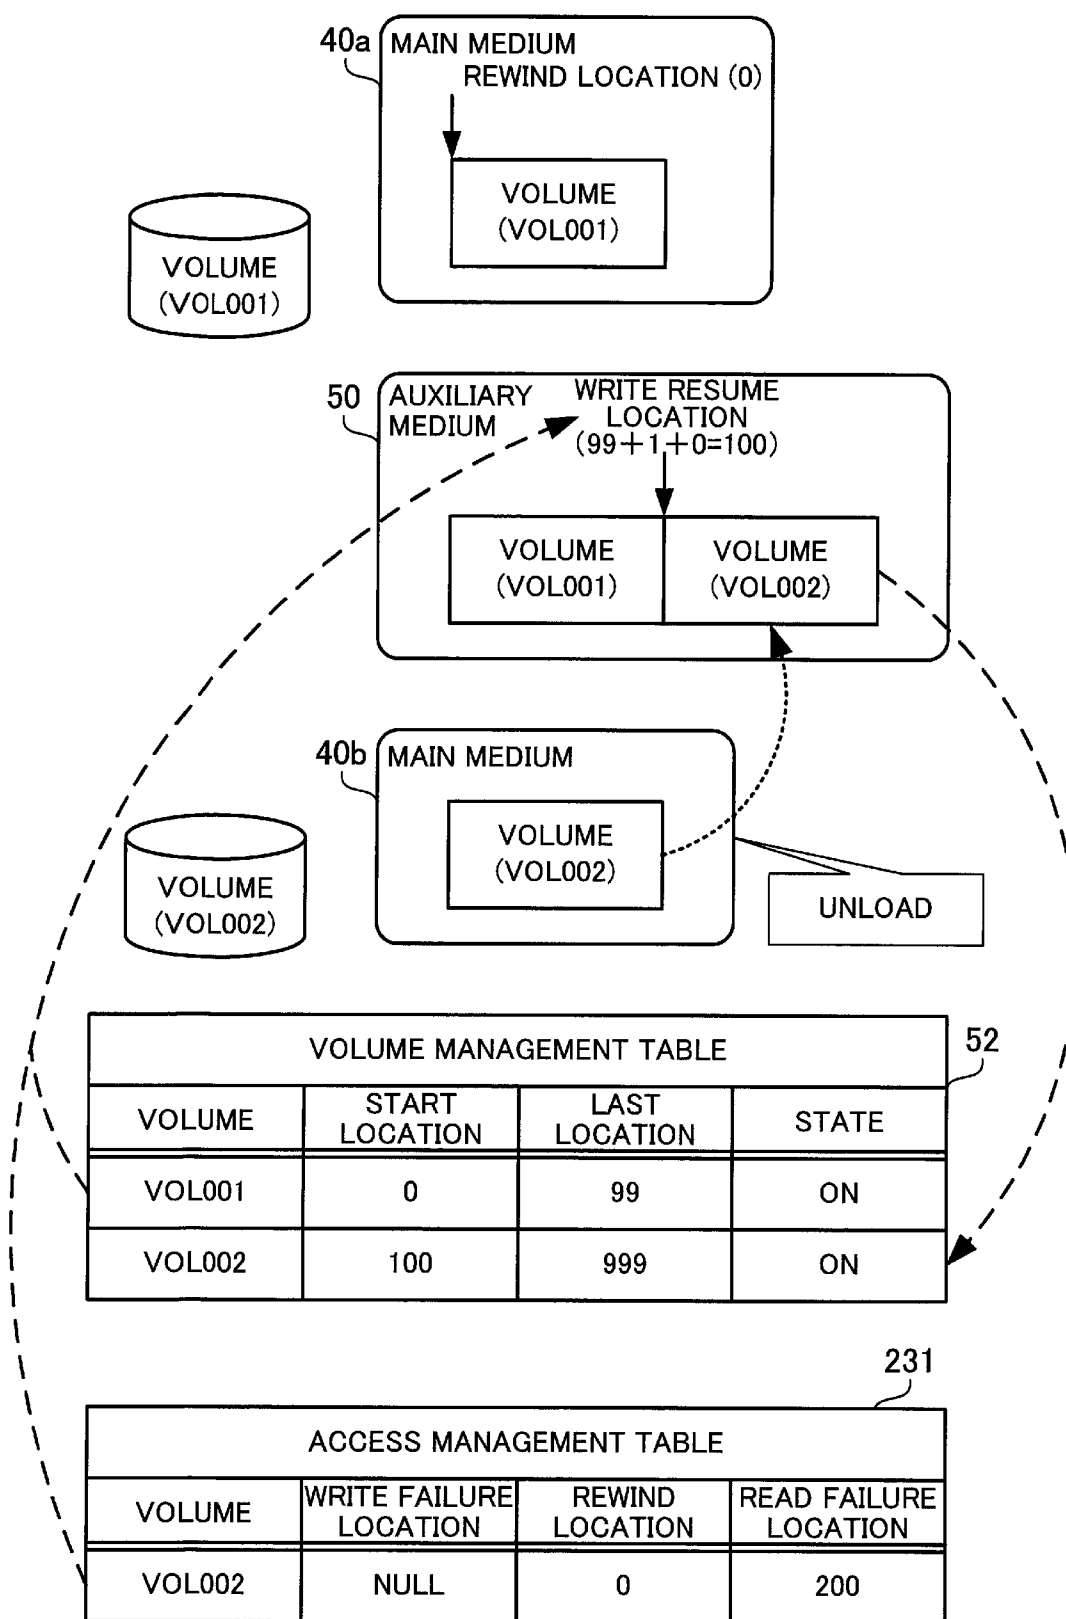 40a
MAIN MEDIUM
REWIND LOCATION (0)
VOLUME
(VOL001)
VOLUME
(VOL001)
50
AUXILIARY
MEDIUM
WRITE RESUME
LOCATION
(99+1+0=100)
VOLUME
(VOL001)
VOLUME
(VOL002)
40b
MAIN MEDIUM
VOLUME
(VOL002)
VOLUME
(VOL002)
UNLOAD
52
VOLUME MANAGEMENT TABLE
VOLUME
START
LOCATION
LAST
LOCATION
STATE
VOL001
0
99
ON
VOL002
100
999
ON
231
ACCESS MANAGEMENT TABLE
VOLUME
WRITE FAILURE
LOCATION
REWIND
LOCATION
READ FAILURE
LOCATION
VOL002
NULL
0
200